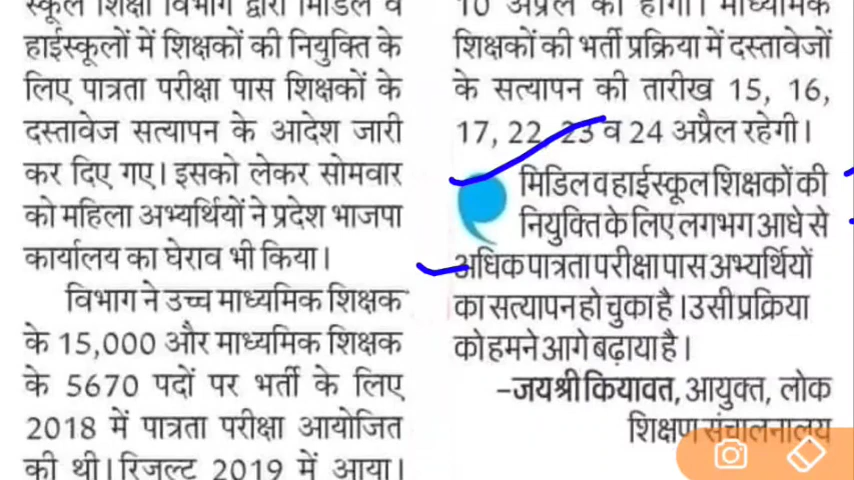 स्कूल शिक्षा विभाग द्वारा मिडिल व
हाईस्कूलों में शिक्षकों की नियुक्ति के
लिए पात्रता परीक्षा पास शिक्षकों के
दस्तावेज सत्यापन के आदेश जारी
कर दिए गए। इसको लेकर सोमवार
को महिला अभ्यर्थियों ने प्रदेश भाजपा
कार्यालय का घेराव भी किया।
विभाग ने उच्च माध्यमिक शिक्षक
के 15,000 और माध्यमिक शिक्षक
के 5670 पदों पर भर्ती के लिए
2018 में पात्रता परीक्षा आयोजित
की थी। रिजल्ट 2019 में आया।
10 अप्रैल को होगी। माध्यमिक
शिक्षकों की भर्ती प्रक्रिया में दस्तावेजों
के सत्यापन की तारीख 15, 16,
17, 22, 23 व 24 अप्रैल रहेगी।
मिडिल व हाईस्कूल शिक्षकों की
नियुक्ति के लिए लगभग आधे से
अधिक पात्रता परीक्षा पास अभ्यर्थियों
का सत्यापन हो चुका है। उसी प्रक्रिया
को हमने आगे बढ़ाया है।
-जयश्री कियावत, आयुक्त, लोक
शिक्षण संचालनालय